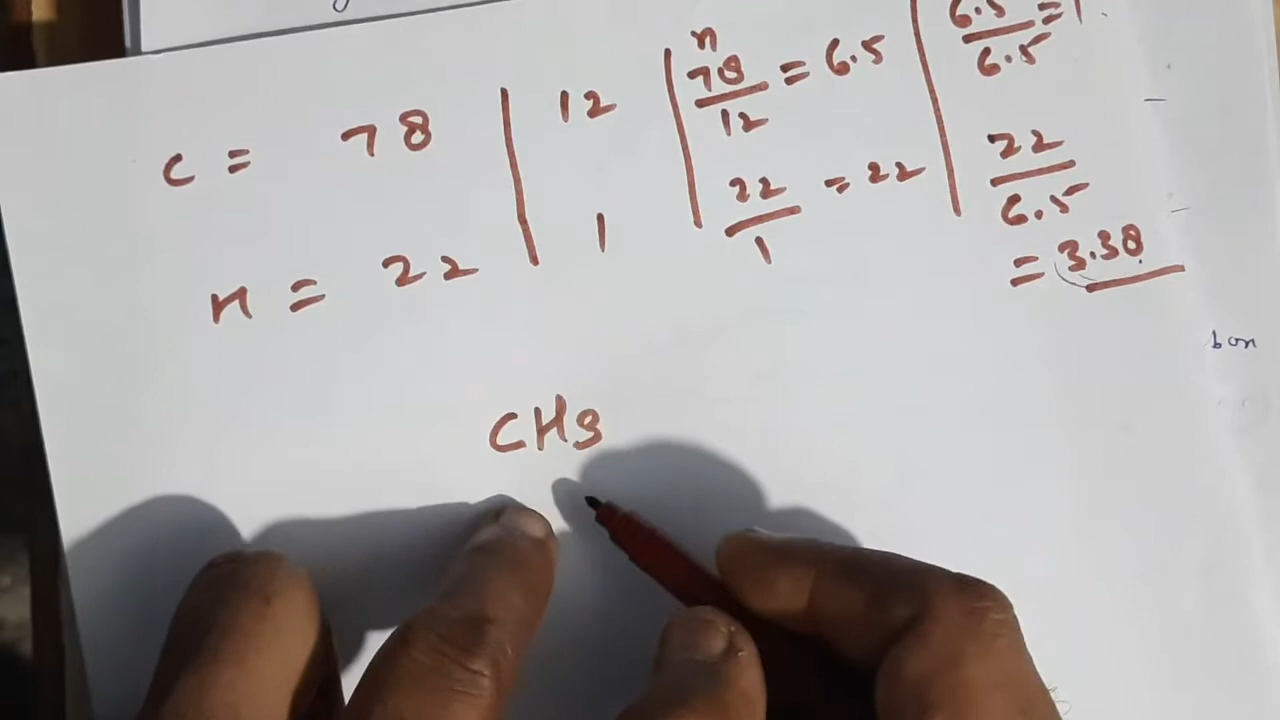 C = 78 | 12 | n 78/12 = 6.5 | 6.5/6.5 = 1
H = 22 | 1 | 22/1 = 22 | 22/6.5
= 3.38
bon
CH3